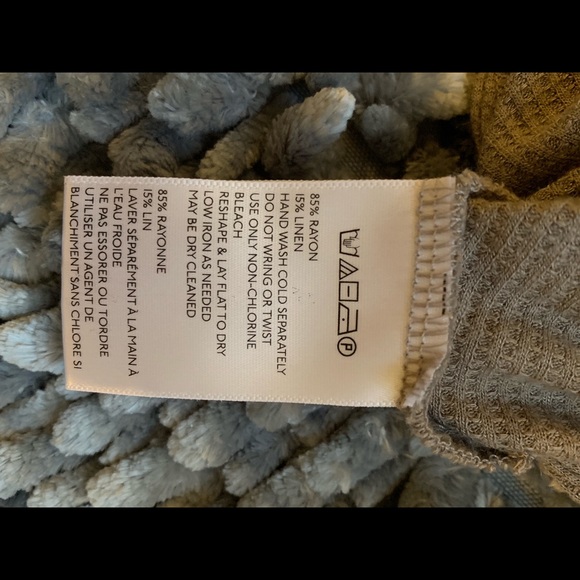 P
85% RAYON
15% LINEN
HAND WASH COLD SEPARATELY
DO NOT WRING OR TWIST
USE ONLY NON-CHLORINE
BLEACH
RESHAPE & LAY FLAT TO DRY
LOW IRON AS NEEDED
MAY BE DRY CLEANED
85% RAYONNE
15% LIN
LAVER SÉPARÉMENT À LA MAIN À
L'EAU FROIDE
NE PAS ESSORER OU TORDRE
UTILISER UN AGENT DE
BLANCHIMENT SANS CHLORE SI